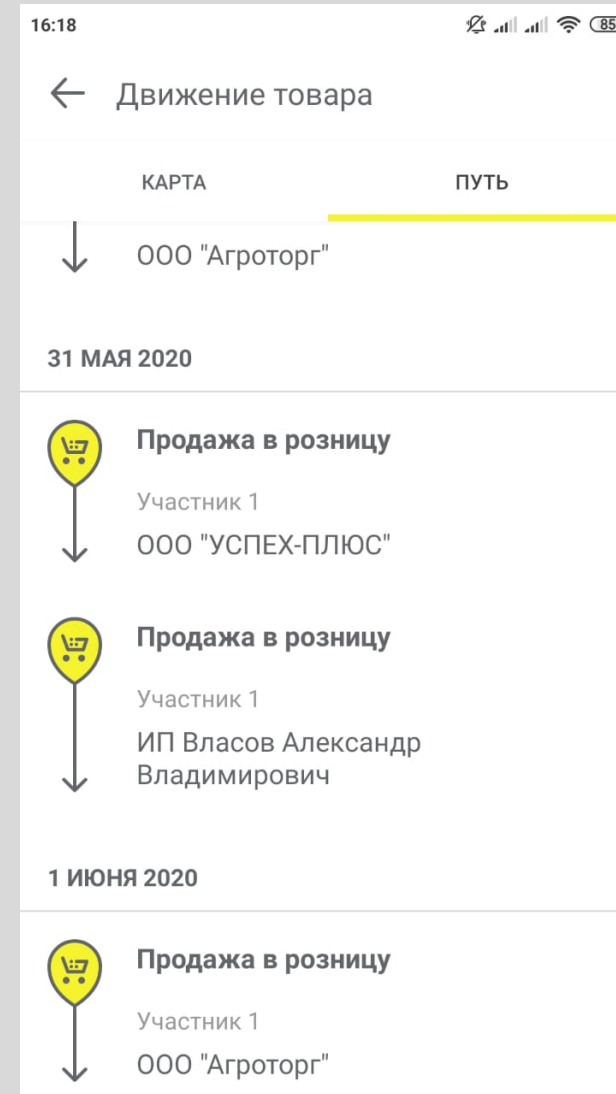 16:18
85
Движение товара
КАРТА
ПУТЬ
ООО "Агроторг"
31 МАЯ 2020
Продажа в розницу
Участник 1
ООО "УСПЕХ-ПЛЮС"
Продажа в розницу
Участник 1
ИП Власов Александр
Владимирович
1 ИЮНЯ 2020
Продажа в розницу
Участник 1
ООО "Агроторг"